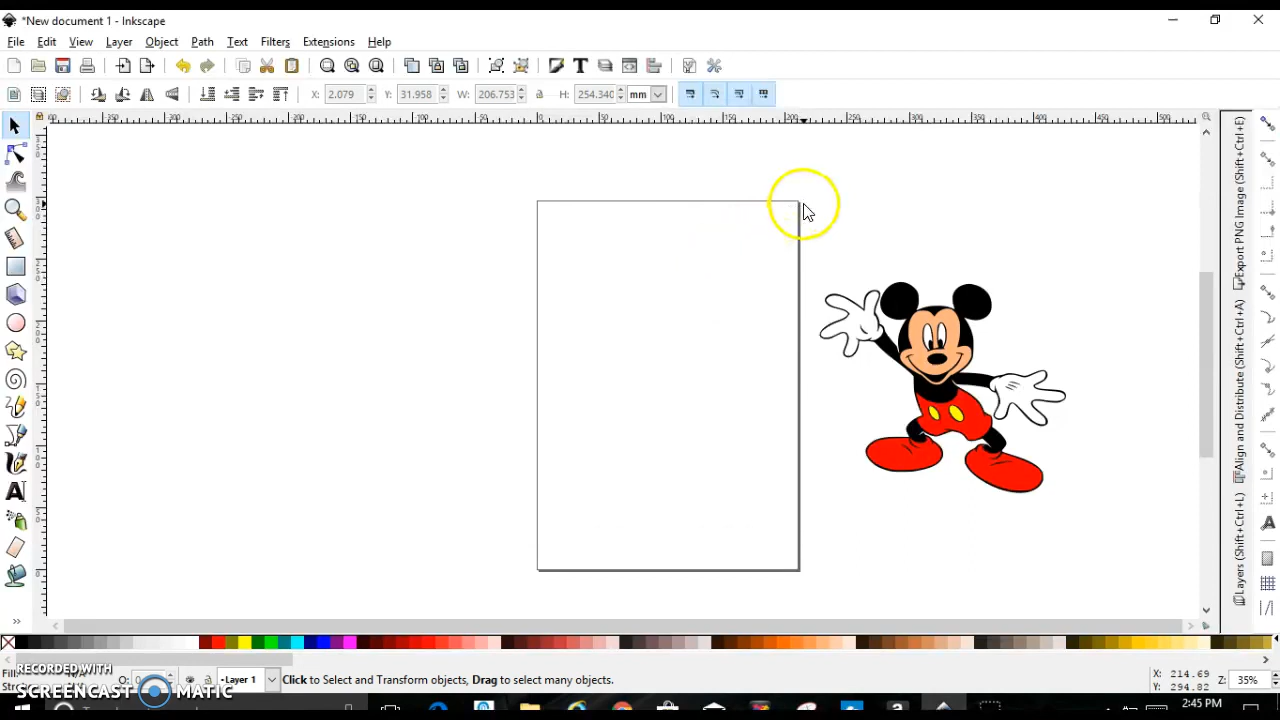 *New document 1 - Inkscape
File Edit View Layer Object Path Text Filters Extensions Help
X: 2.079 Y: 31.958 W: 206.753 H: 254.340 mm
Export PNG Image (Shift+Ctrl+E)
Align and Distribute (Shift+Ctrl+A)
Layers (Shift+Ctrl+L)
RECORDED WITH
SCREENCAST MATIC
Fill: N/A O: Layer 1 Click to Select and Transform objects, Drag to select many objects. X: 214.69 Y: 294.82 Z: 35%
2:45 PM